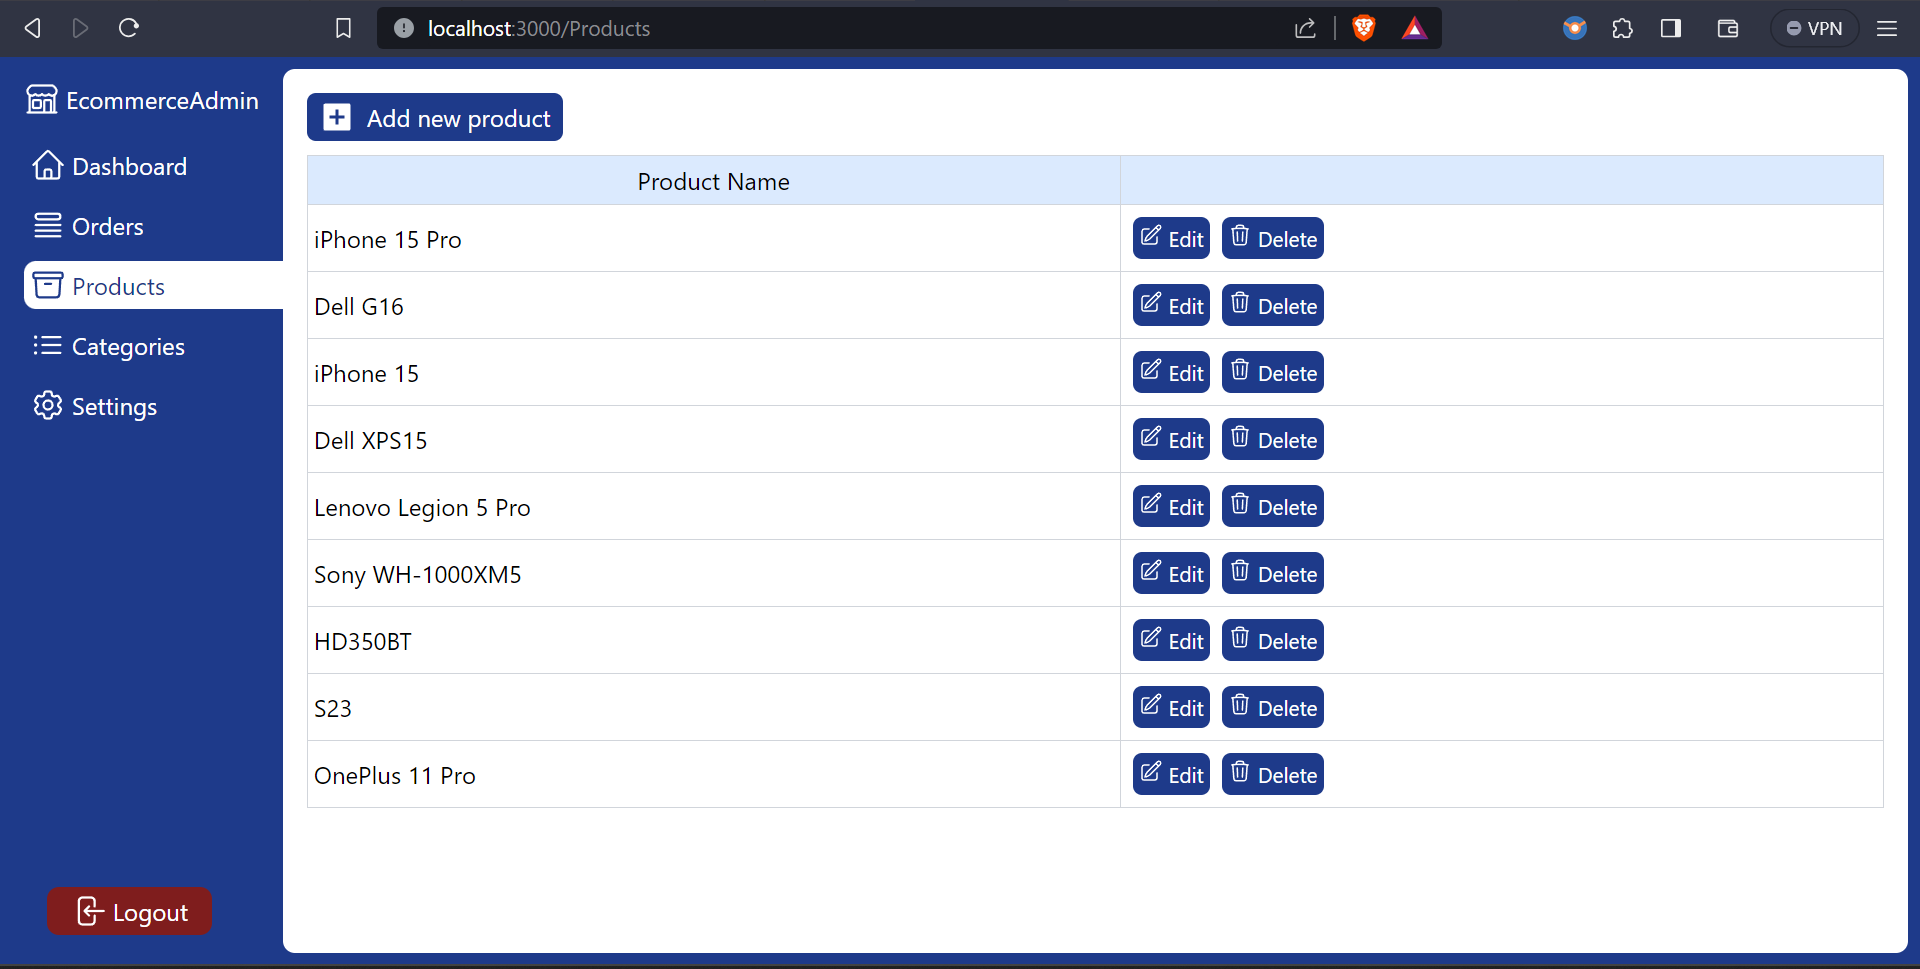 localhost:3000/Products
VPN
EcommerceAdmin
Dashboard
Orders
Products
Categories
Settings
Logout
Add new product
Product Name
iPhone 15 Pro Edit Delete
Dell G16 Edit Delete
iPhone 15 Edit Delete
Dell XPS15 Edit Delete
Lenovo Legion 5 Pro Edit Delete
Sony WH-1000XM5 Edit Delete
HD350BT Edit Delete
S23 Edit Delete
OnePlus 11 Pro Edit Delete